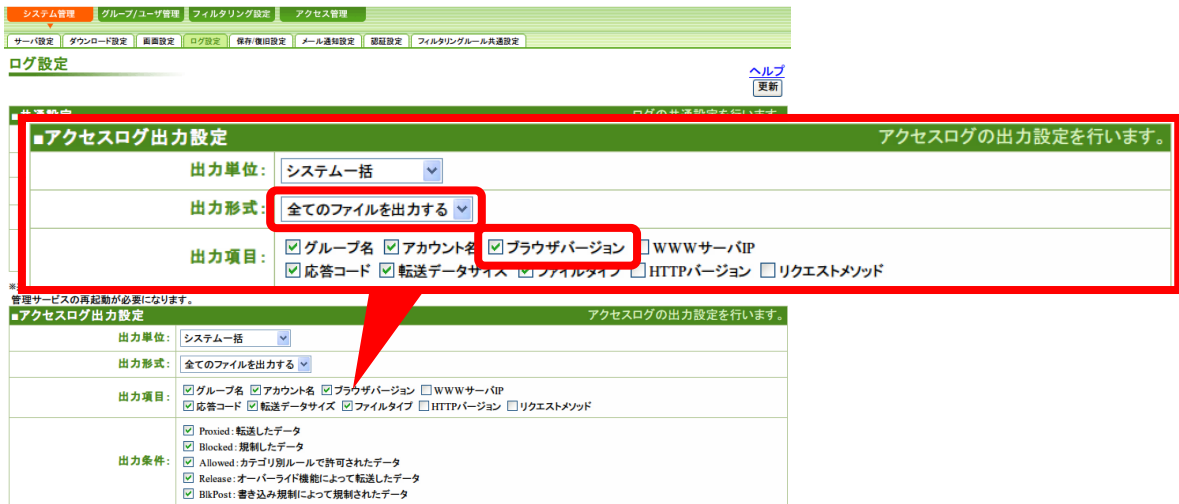 システム管理 グループ/ユーザ管理 フィルタリング設定 アクセス管理
サーバ設定 ダウンロード設定 画面設定 ログ設定 保存/復旧設定 メール通知設定 認証設定 フィルタリングルール共通設定
ログ設定
ヘルプ
更新
■共通設定 ログの共通設定を行います。
■アクセスログ出力設定 アクセスログの出力設定を行います。
出力単位: システム一括
出力形式: 全てのファイルを出力する
出力項目: グループ名 アカウント名 ブラウザバージョン WWWサーバIP
応答コード 転送データサイズ ファイルタイプ HTTPバージョン リクエストメソッド
管理サービスの再起動が必要になります。
■アクセスログ出力設定 アクセスログの出力設定を行います。
出力単位: システム一括
出力形式: 全てのファイルを出力する
出力項目: グループ名 アカウント名 ブラウザバージョン WWWサーバIP
応答コード 転送データサイズ ファイルタイプ HTTPバージョン リクエストメソッド
出力条件: Proxied:転送したデータ
Blocked:規制したデータ
Allowed:カテゴリ別ルールで許可されたデータ
Release:オーバーライド機能によって転送したデータ
BlkPost:書き込み規制によって規制されたデータ